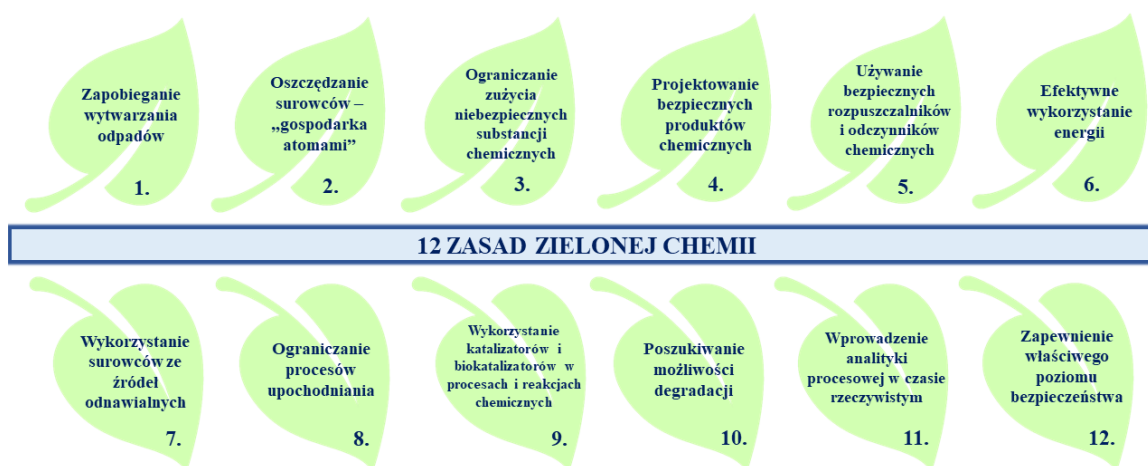 Zapobieganie
wytwarzania
odpadów
1.
Oszczędzanie
surowców –
„gospodarka
atomami”
2.
Ograniczanie
zużycia
niebezpiecznych
substancji
chemicznych
3.
Projektowanie
bezpiecznych
produktów
chemicznych
4.
Używanie
bezpiecznych
rozpuszczalników
i odczynników
chemicznych
5.
Efektywne
wykorzystanie
energii
6.
12 ZASAD ZIELONEJ CHEMII
Wykorzystanie
surowców ze
źródeł
odnawialnych
7.
Ograniczanie
procesów
upochodniania
8.
Wykorzystanie
katalizatorów i
biokatalizatorów w
procesach i reakcjach
chemicznych
9.
Poszukiwanie
możliwości
degradacji
10.
Wprowadzenie
analityki
procesowej w czasie
rzeczywistym
11.
Zapewnienie
właściwego
poziomu
bezpieczeństwa
12.